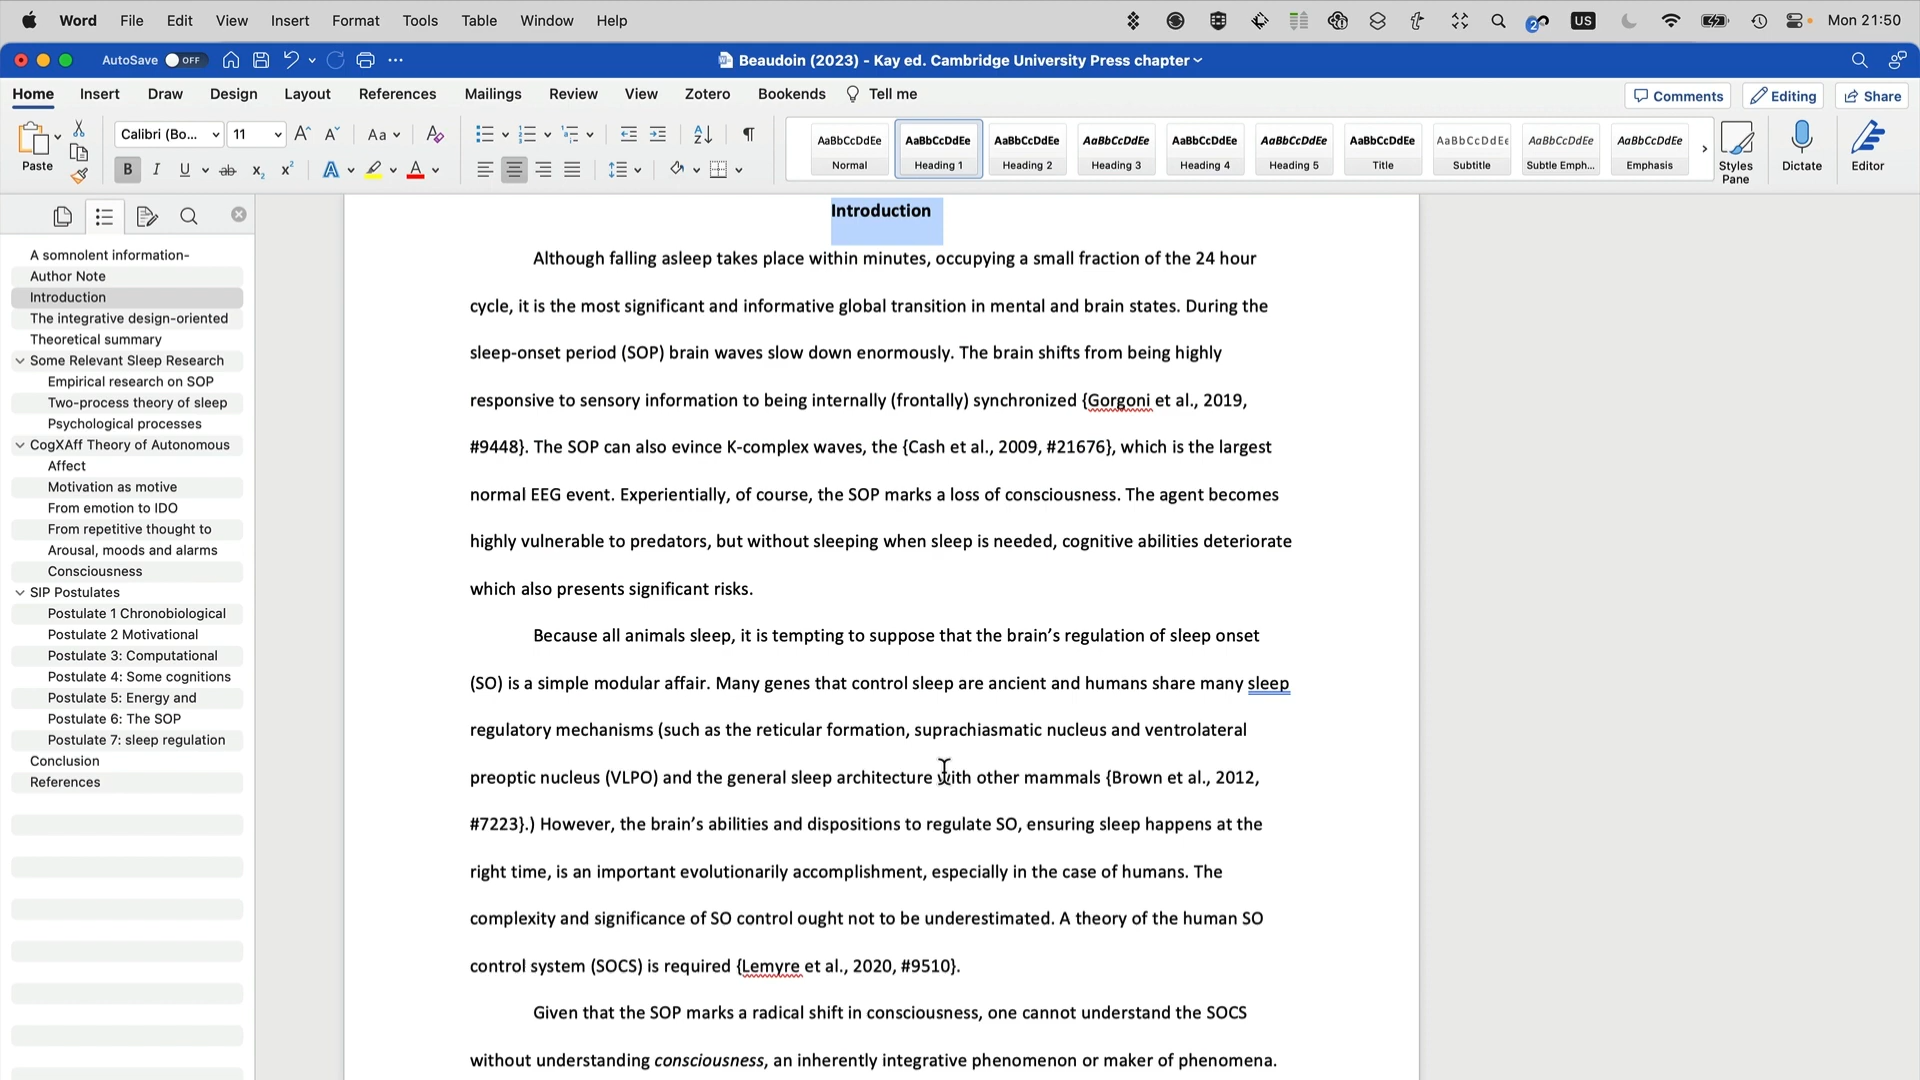 Word File Edit View Insert Format Tools Table Window Help 2 US Mon 21:50
AutoSave OFF Beaudoin (2023) - Kay ed. Cambridge University Press chapter
Home Insert Draw Design Layout References Mailings Review View Zotero Bookends Tell me Comments Editing Share
Paste Calibri (Bo... 11 A A Aa A
B I U ab x₂ x² A A
AaBbCcDdEe AaBbCcDdEe AaBbCcDdEe AaBbCcDdEe AaBbCcDdEe AaBbCcDdEe AaBbCcDdEe AaBbCcDdEe AaBbCcDdEe AaBbCcDdEe
Normal Heading 1 Heading 2 Heading 3 Heading 4 Heading 5 Title Subtitle Subtle Emph... Emphasis
Styles Pane Dictate Editor
A somnolent information-
Author Note
Introduction
The integrative design-oriented
Theoretical summary
Some Relevant Sleep Research
Empirical research on SOP
Two-process theory of sleep
Psychological processes
CogXAff Theory of Autonomous
Affect
Motivation as motive
From emotion to IDO
From repetitive thought to
Arousal, moods and alarms
Consciousness
SIP Postulates
Postulate 1 Chronobiological
Postulate 2 Motivational
Postulate 3: Computational
Postulate 4: Some cognitions
Postulate 5: Energy and
Postulate 6: The SOP
Postulate 7: sleep regulation
Conclusion
References
Introduction
Although falling asleep takes place within minutes, occupying a small fraction of the 24 hour
cycle, it is the most significant and informative global transition in mental and brain states. During the
sleep-onset period (SOP) brain waves slow down enormously. The brain shifts from being highly
responsive to sensory information to being internally (frontally) synchronized {Gorgoni et al., 2019,
#9448}. The SOP can also evince K-complex waves, the {Cash et al., 2009, #21676}, which is the largest
normal EEG event. Experientially, of course, the SOP marks a loss of consciousness. The agent becomes
highly vulnerable to predators, but without sleeping when sleep is needed, cognitive abilities deteriorate
which also presents significant risks.
Because all animals sleep, it is tempting to suppose that the brain’s regulation of sleep onset
(SO) is a simple modular affair. Many genes that control sleep are ancient and humans share many sleep
regulatory mechanisms (such as the reticular formation, suprachiasmatic nucleus and ventrolateral
preoptic nucleus (VLPO) and the general sleep architecture with other mammals {Brown et al., 2012,
#7223}.) However, the brain’s abilities and dispositions to regulate SO, ensuring sleep happens at the
right time, is an important evolutionarily accomplishment, especially in the case of humans. The
complexity and significance of SO control ought not to be underestimated. A theory of the human SO
control system (SOCS) is required {Lemyre et al., 2020, #9510}.
Given that the SOP marks a radical shift in consciousness, one cannot understand the SOCS
without understanding consciousness, an inherently integrative phenomenon or maker of phenomena.